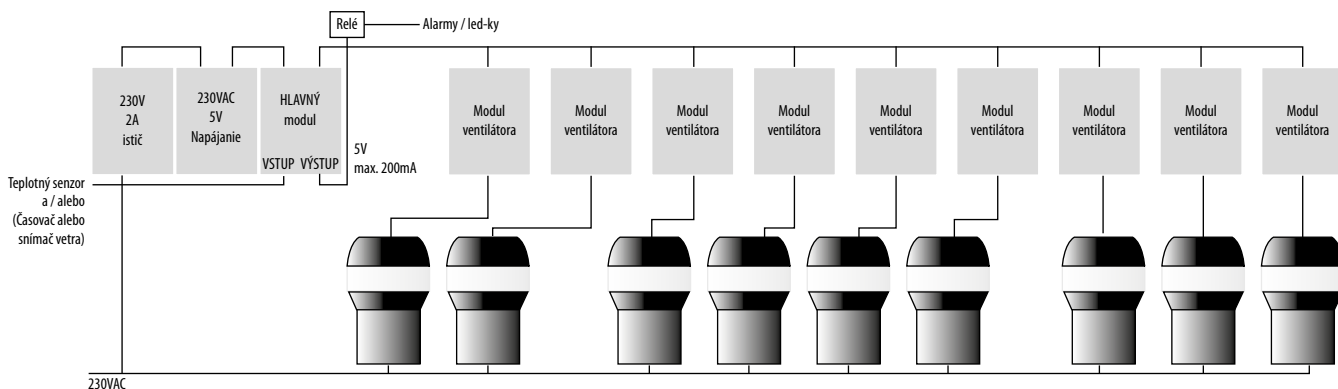 Relé
Alarmy / led-ky
230V
2A
istič
230VAC
5V
Napájanie
HLAVNÝ
modul
VSTUP VÝSTUP
5V
max. 200mA
Modul
ventilátora
Modul
ventilátora
Modul
ventilátora
Modul
ventilátora
Modul
ventilátora
Modul
ventilátora
Modul
ventilátora
Modul
ventilátora
Modul
ventilátora
Teplotný senzor
a / alebo
(Časovač alebo
snímač vetra)
230VAC